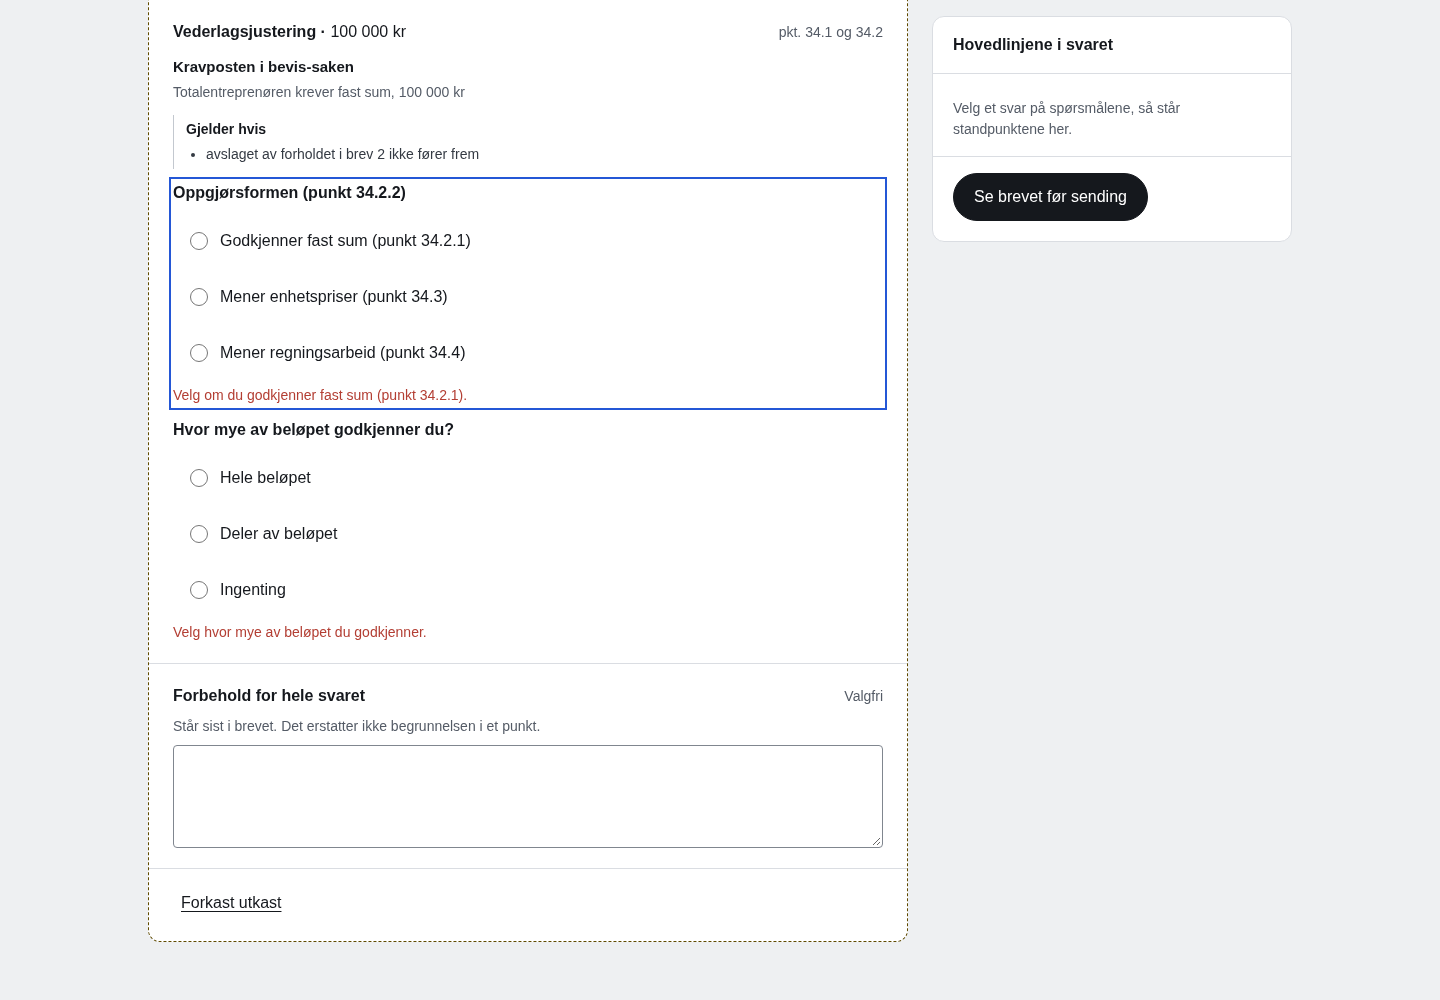 Vederlagsjustering · 100 000 kr
pkt. 34.1 og 34.2
Kravposten i bevis-saken
Totalentreprenøren krever fast sum, 100 000 kr
Gjelder hvis
• avslaget av forholdet i brev 2 ikke fører frem
Oppgjørsformen (punkt 34.2.2)
Godkjenner fast sum (punkt 34.2.1)
Mener enhetspriser (punkt 34.3)
Mener regningsarbeid (punkt 34.4)
Velg om du godkjenner fast sum (punkt 34.2.1).
Hvor mye av beløpet godkjenner du?
Hele beløpet
Deler av beløpet
Ingenting
Velg hvor mye av beløpet du godkjenner.
Forbehold for hele svaret
Valgfri
Står sist i brevet. Det erstatter ikke begrunnelsen i et punkt.
Forkast utkast
Hovedlinjene i svaret
Velg et svar på spørsmålene, så står
standpunktene her.
Se brevet før sending